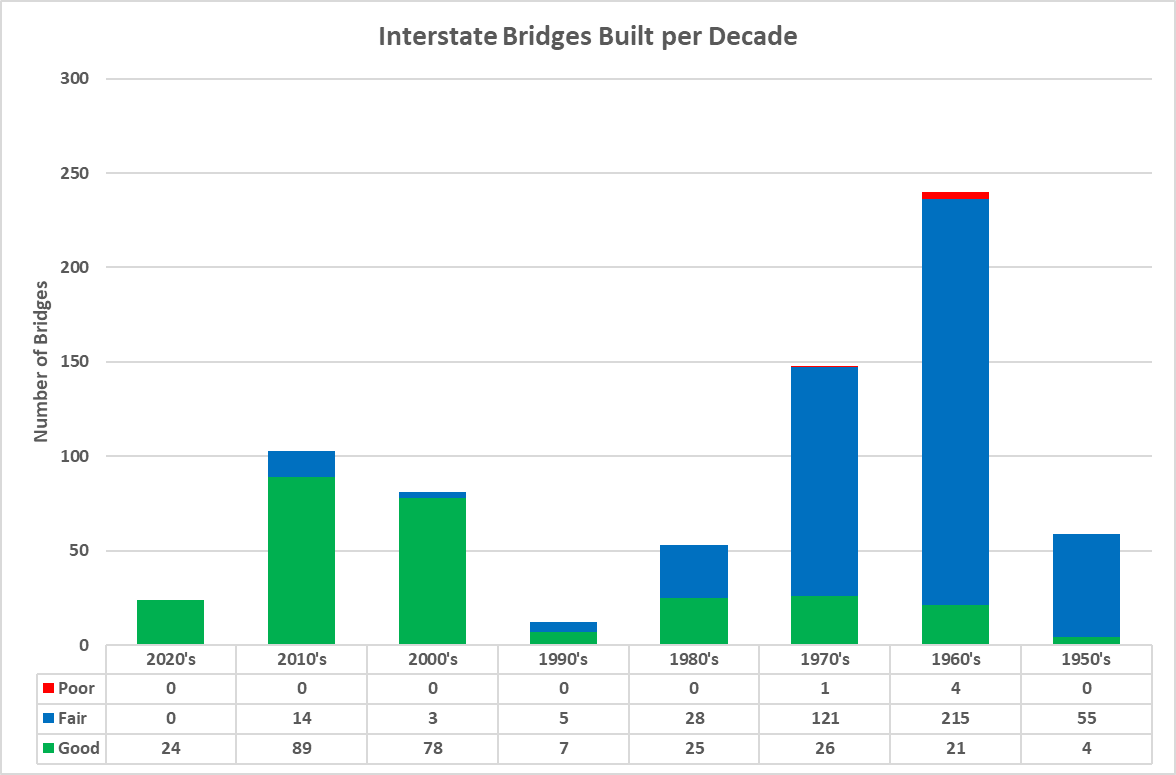 Interstate Bridges Built per Decade
300
250
200
150
100
50
0
Number of Bridges
2020's 2010's 2000's 1990's 1980's 1970's 1960's 1950's
Poor 0 0 0 0 0 1 4 0
Fair 0 14 3 5 28 121 215 55
Good 24 89 78 7 25 26 21 4